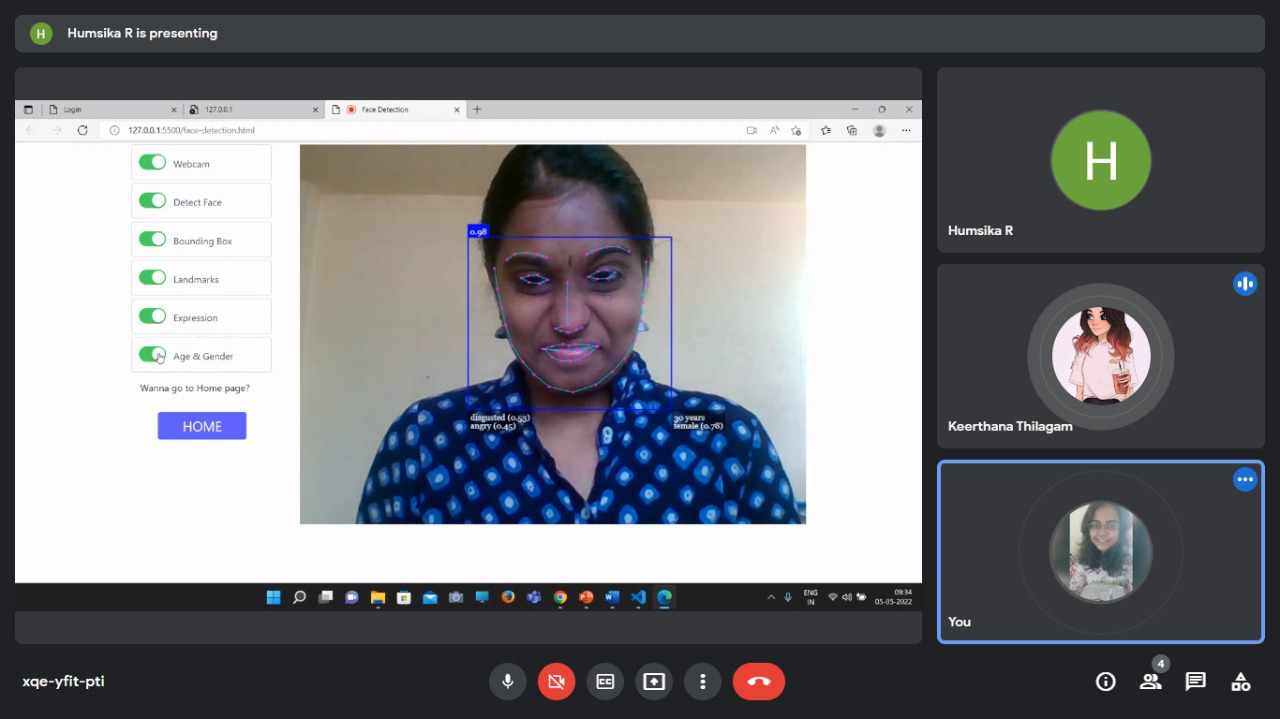 H Humsika R is presenting
Login
127.0.0.1
Face Detection
127.0.0.1:5500/face-detection.html
Webcam
Detect Face
Bounding Box
Landmarks
Expression
Age & Gender
Wanna go to Home page?
HOME
0.98
disgusted (0.53)
angry (0.45)
30 years
female (0.78)
ENG
IN
09:34
05-05-2022
H
Humsika R
Keerthana Thilagam
You
xqe-yfit-pti
CC
4